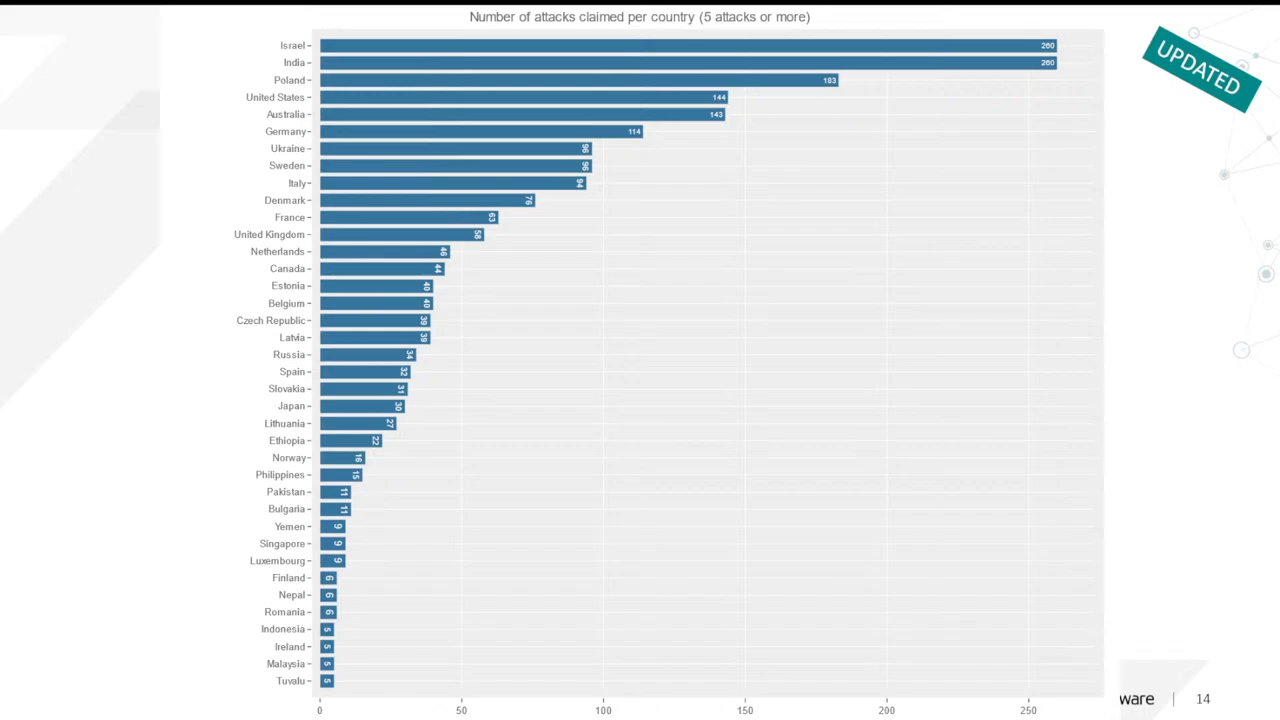 Number of attacks claimed per country (5 attacks or more)
UPDATED
Israel 260
India 260
Poland 183
United States 144
Australia 143
Germany 114
Ukraine 96
Sweden 96
Italy 94
Denmark 76
France 63
United Kingdom 58
Netherlands 46
Canada 44
Estonia 40
Belgium 40
Czech Republic 39
Latvia 39
Russia 34
Spain 32
Slovakia 31
Japan 30
Lithuania 27
Ethiopia 22
Norway 16
Philippines 15
Pakistan 11
Bulgaria 11
Yemen 9
Singapore 9
Luxembourg 9
Finland 6
Nepal 6
Romania 6
Indonesia 5
Ireland 5
Malaysia 5
Tuvalu 5
ware | 14
0 50 100 150 200 250